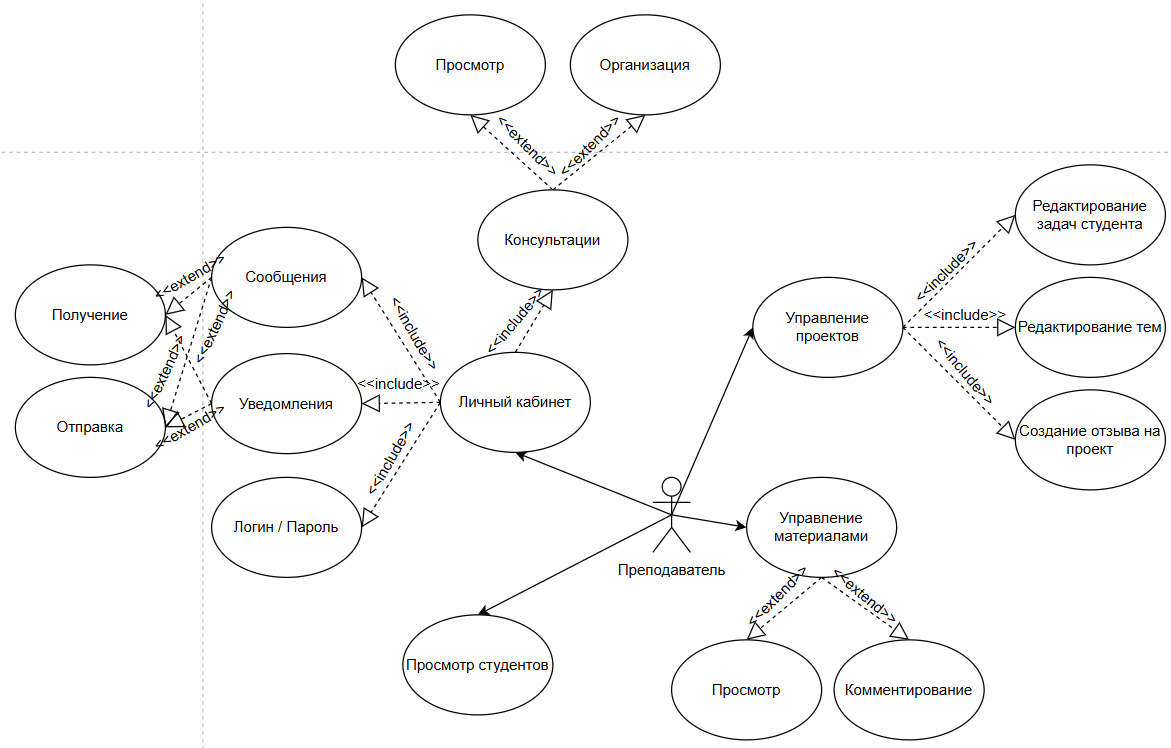 Просмотр
Организация
<<extend>>
<<extend>>
Консультации
Редактирование
задач студента
<<include>>
Сообщения
<<extend>>
Получение
<<extend>>
<<include>>
<<include>>
Управление
проектов
<<include>>
Редактирование тем
<<extend>>
<<include>>
<<include>>
Уведомления
Личный кабинет
Отправка
<<extend>>
Создание отзыва на
проект
<<include>>
Логин / Пароль
Управление
материалами
Преподаватель
<<extend>>
<<extend>>
Просмотр студентов
Просмотр
Комментирование